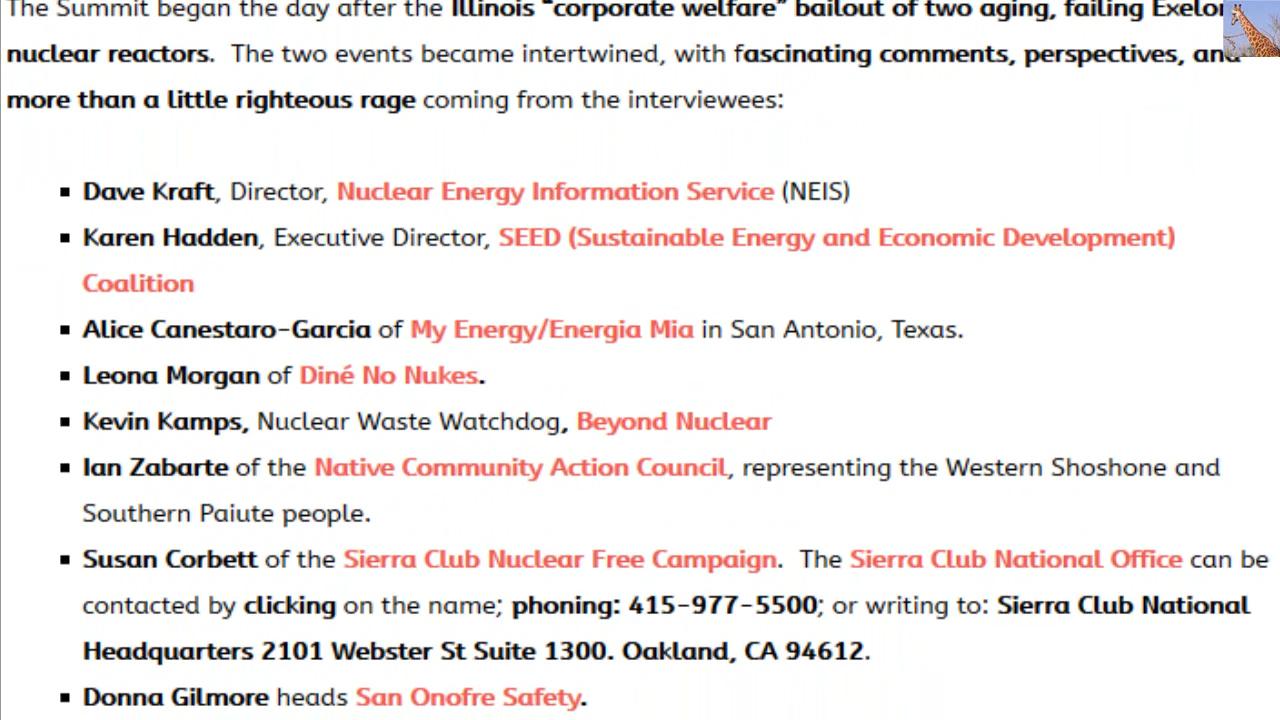 The Summit began the day after the Illinois "corporate welfare" bailout of two aging, failing Exelon
nuclear reactors. The two events became intertwined, with fascinating comments, perspectives, and
more than a little righteous rage coming from the interviewees:
▪ Dave Kraft, Director, Nuclear Energy Information Service (NEIS)
▪ Karen Hadden, Executive Director, SEED (Sustainable Energy and Economic Development)
Coalition
▪ Alice Canestaro-Garcia of My Energy/Energia Mia in San Antonio, Texas.
▪ Leona Morgan of Diné No Nukes.
▪ Kevin Kamps, Nuclear Waste Watchdog, Beyond Nuclear
▪ Ian Zabarte of the Native Community Action Council, representing the Western Shoshone and
Southern Paiute people.
▪ Susan Corbett of the Sierra Club Nuclear Free Campaign. The Sierra Club National Office can be
contacted by clicking on the name; phoning: 415-977-5500; or writing to: Sierra Club National
Headquarters 2101 Webster St Suite 1300. Oakland, CA 94612.
▪ Donna Gilmore heads San Onofre Safety.